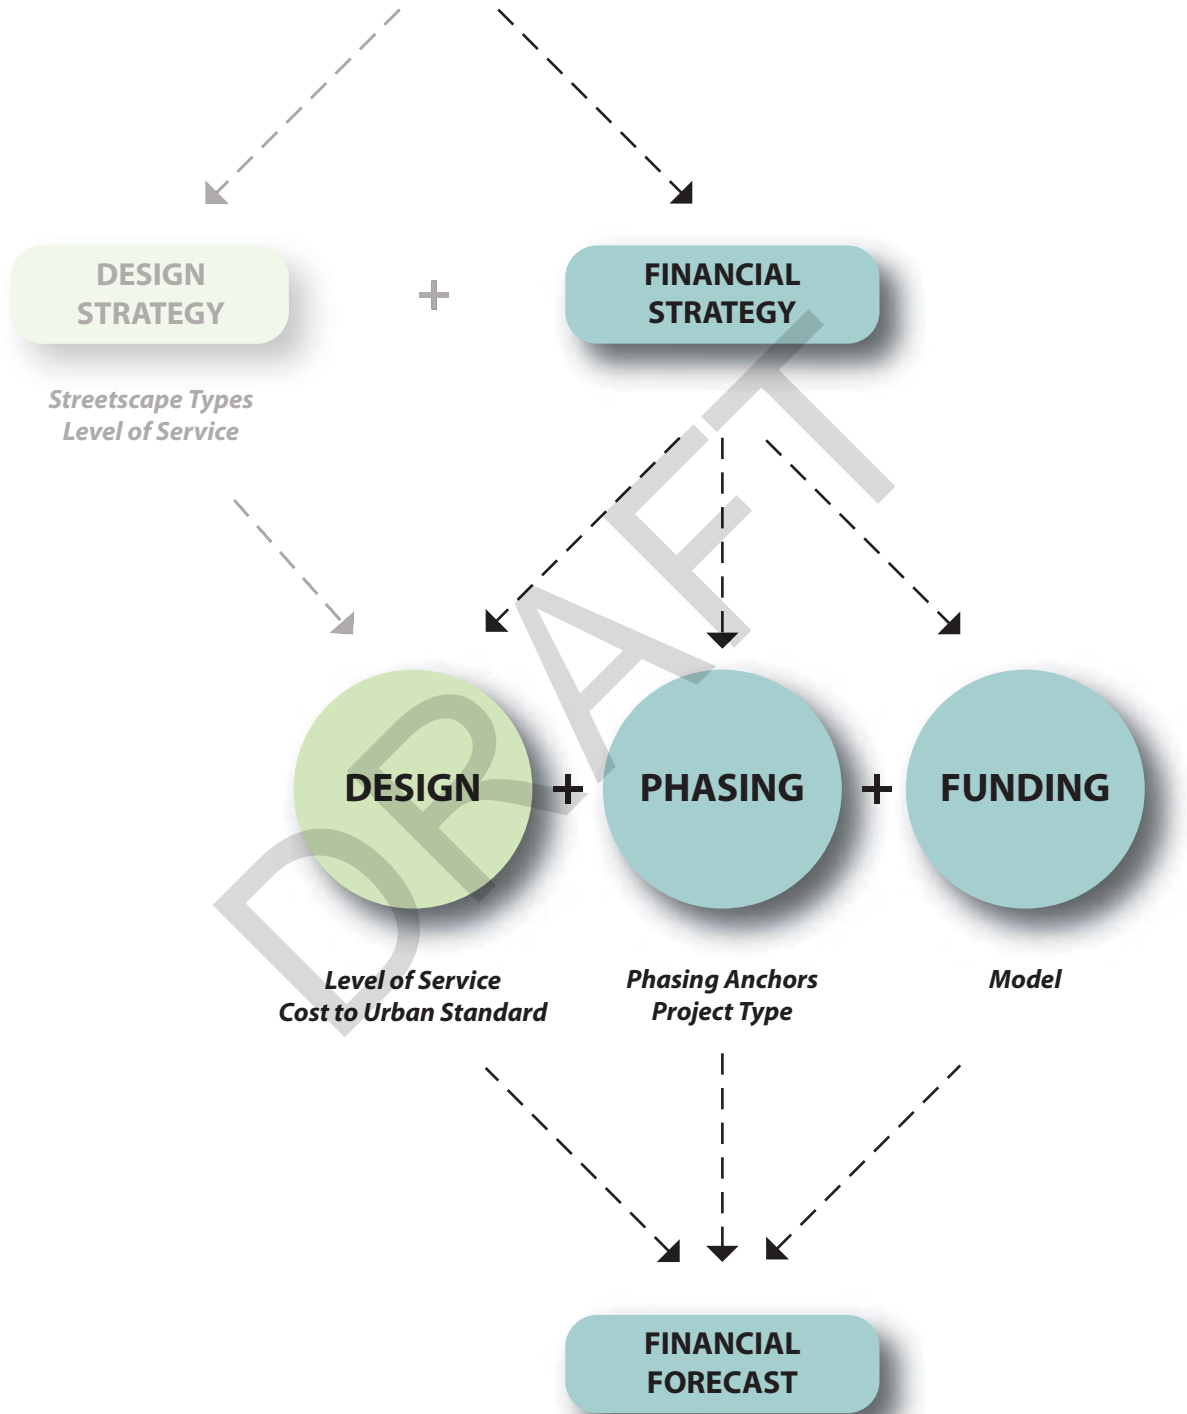 DESIGN
STRATEGY
+
FINANCIAL
STRATEGY
Streetscape Types
Level of Service
DESIGN
+
PHASING
+
FUNDING
Level of Service
Cost to Urban Standard
Phasing Anchors
Project Type
Model
FINANCIAL
FORECAST
DRAFT